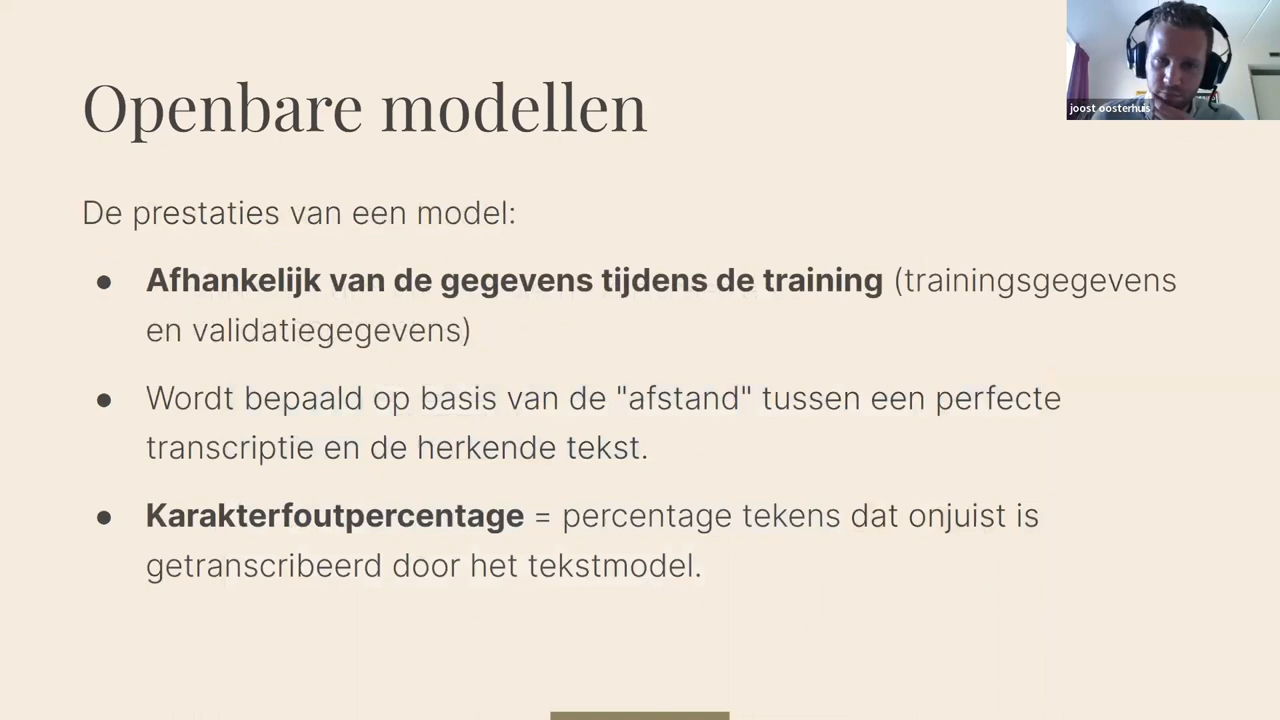 Openbare modellen
joost oosterhuis
De prestaties van een model:
● Afhankelijk van de gegevens tijdens de training (trainingsgegevens
en validatiegegevens)
● Wordt bepaald op basis van de "afstand" tussen een perfecte
transcriptie en de herkende tekst.
● Karakterfoutpercentage = percentage tekens dat onjuist is
getranscribeerd door het tekstmodel.